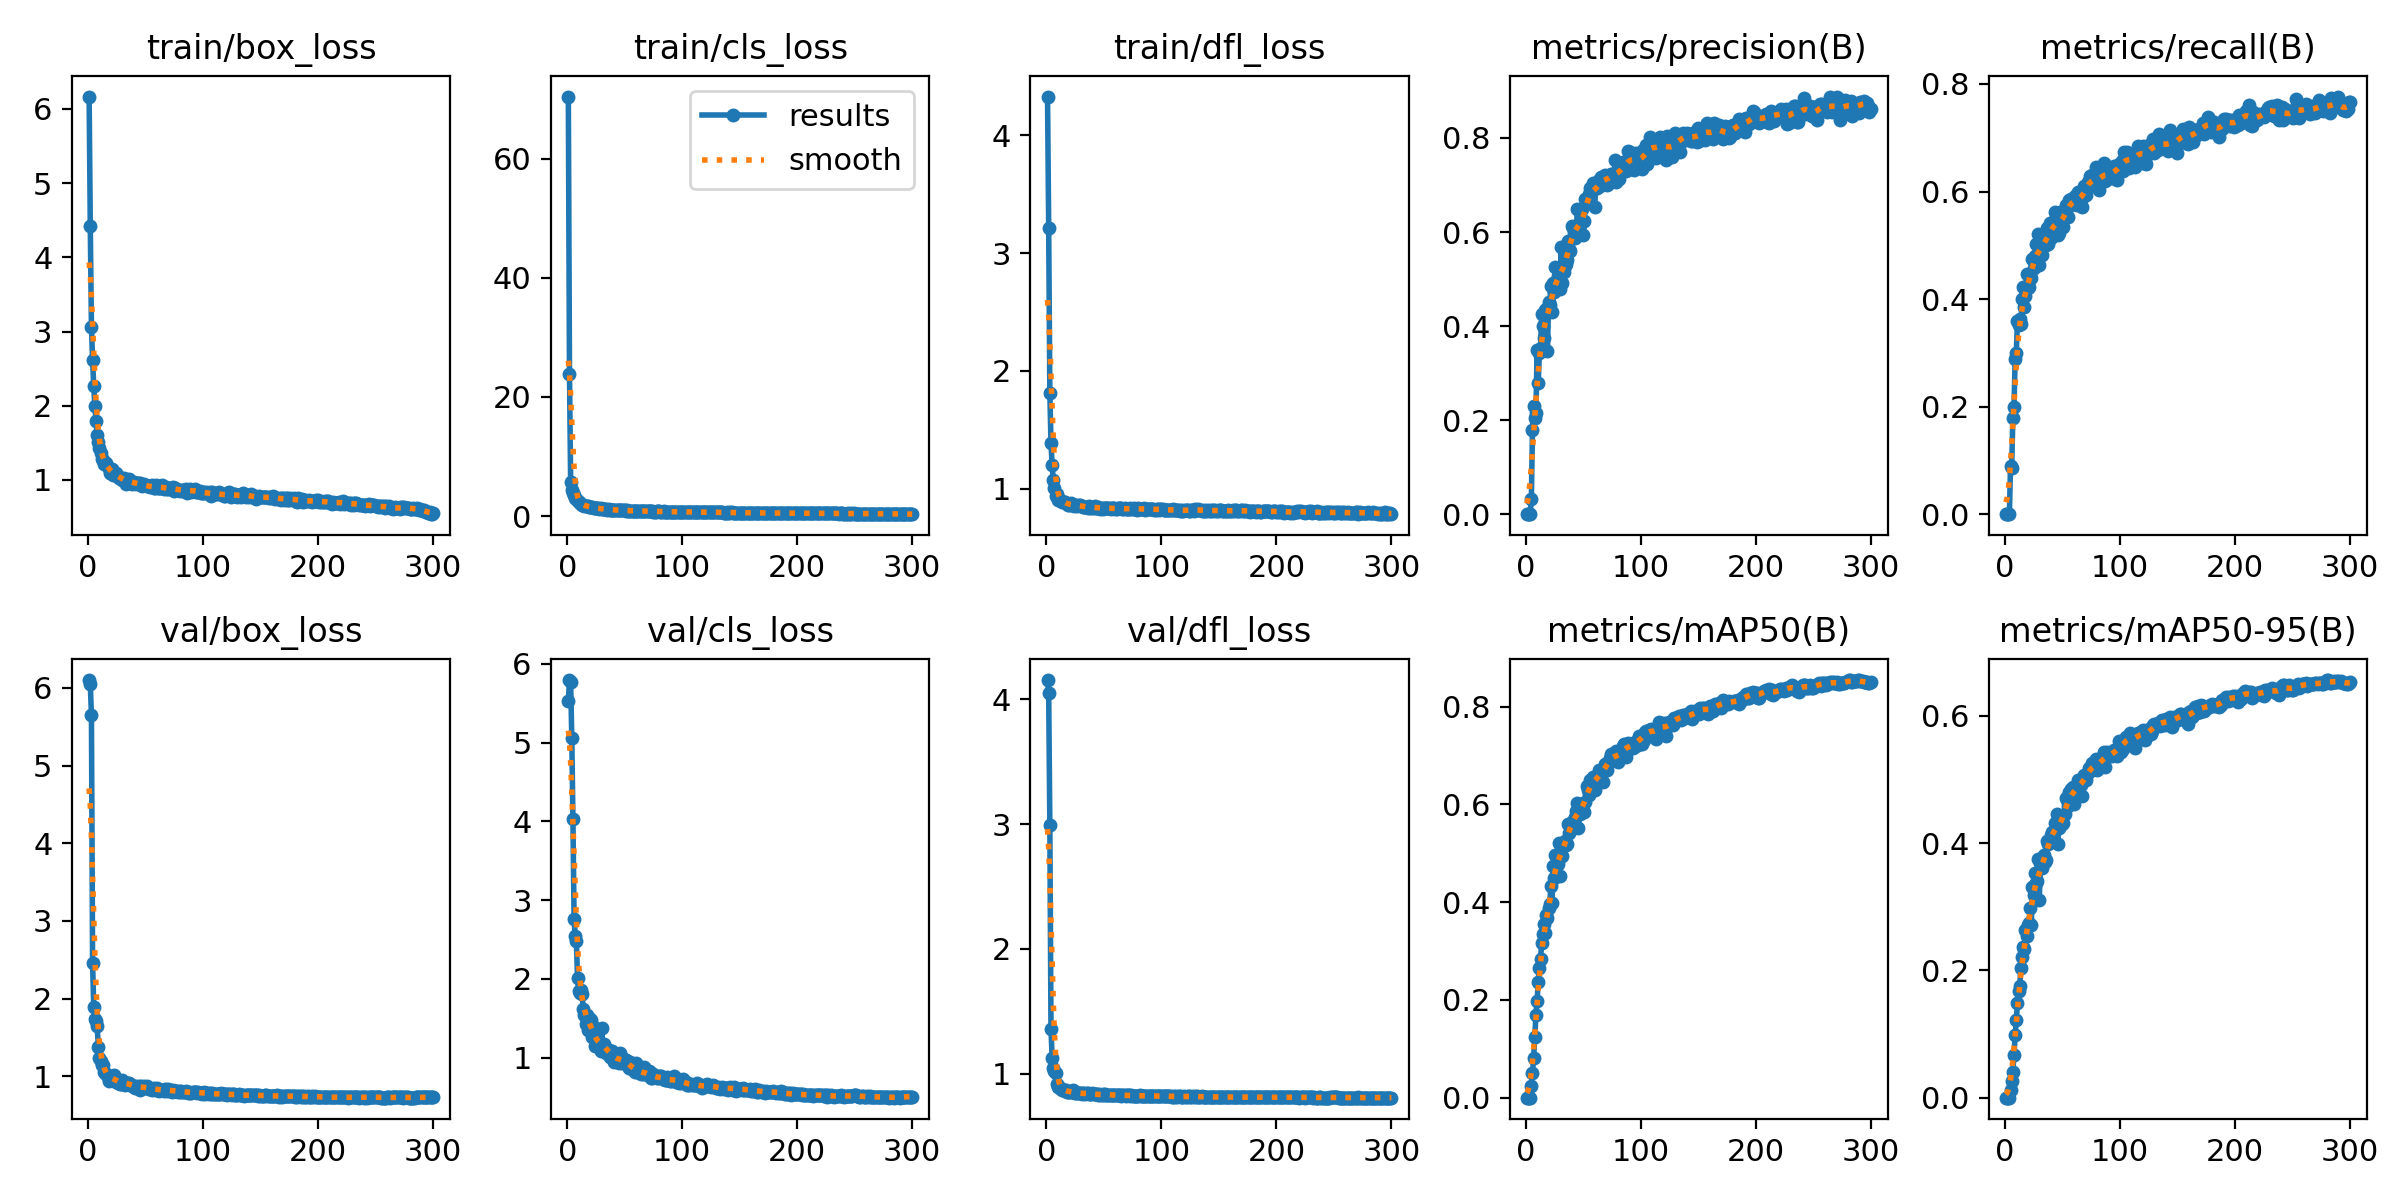 train/box_loss
6
5
4
3
2
1
0 100 200 300
train/cls_loss
results
smooth
60
40
20
0
0 100 200 300
train/dfl_loss
4
3
2
1
0 100 200 300
metrics/precision(B)
0.8
0.6
0.4
0.2
0.0
0 100 200 300
metrics/recall(B)
0.8
0.6
0.4
0.2
0.0
0 100 200 300
val/box_loss
6
5
4
3
2
1
0 100 200 300
val/cls_loss
6
5
4
3
2
1
0 100 200 300
val/dfl_loss
4
3
2
1
0 100 200 300
metrics/mAP50(B)
0.8
0.6
0.4
0.2
0.0
0 100 200 300
metrics/mAP50-95(B)
0.6
0.4
0.2
0.0
0 100 200 300